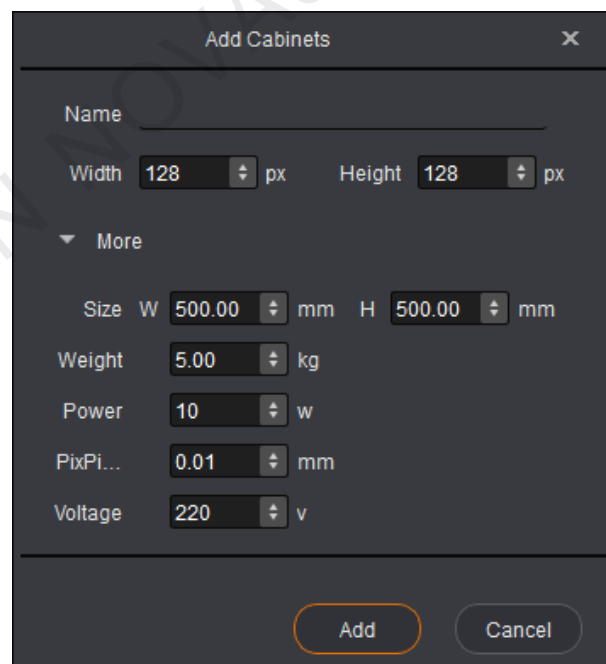 Add Cabinets
Name
Width 128 px Height 128 px
More
Size W 500.00 mm H 500.00 mm
Weight 5.00 kg
Power 10 w
PixPi... 0.01 mm
Voltage 220 v
Add Cancel